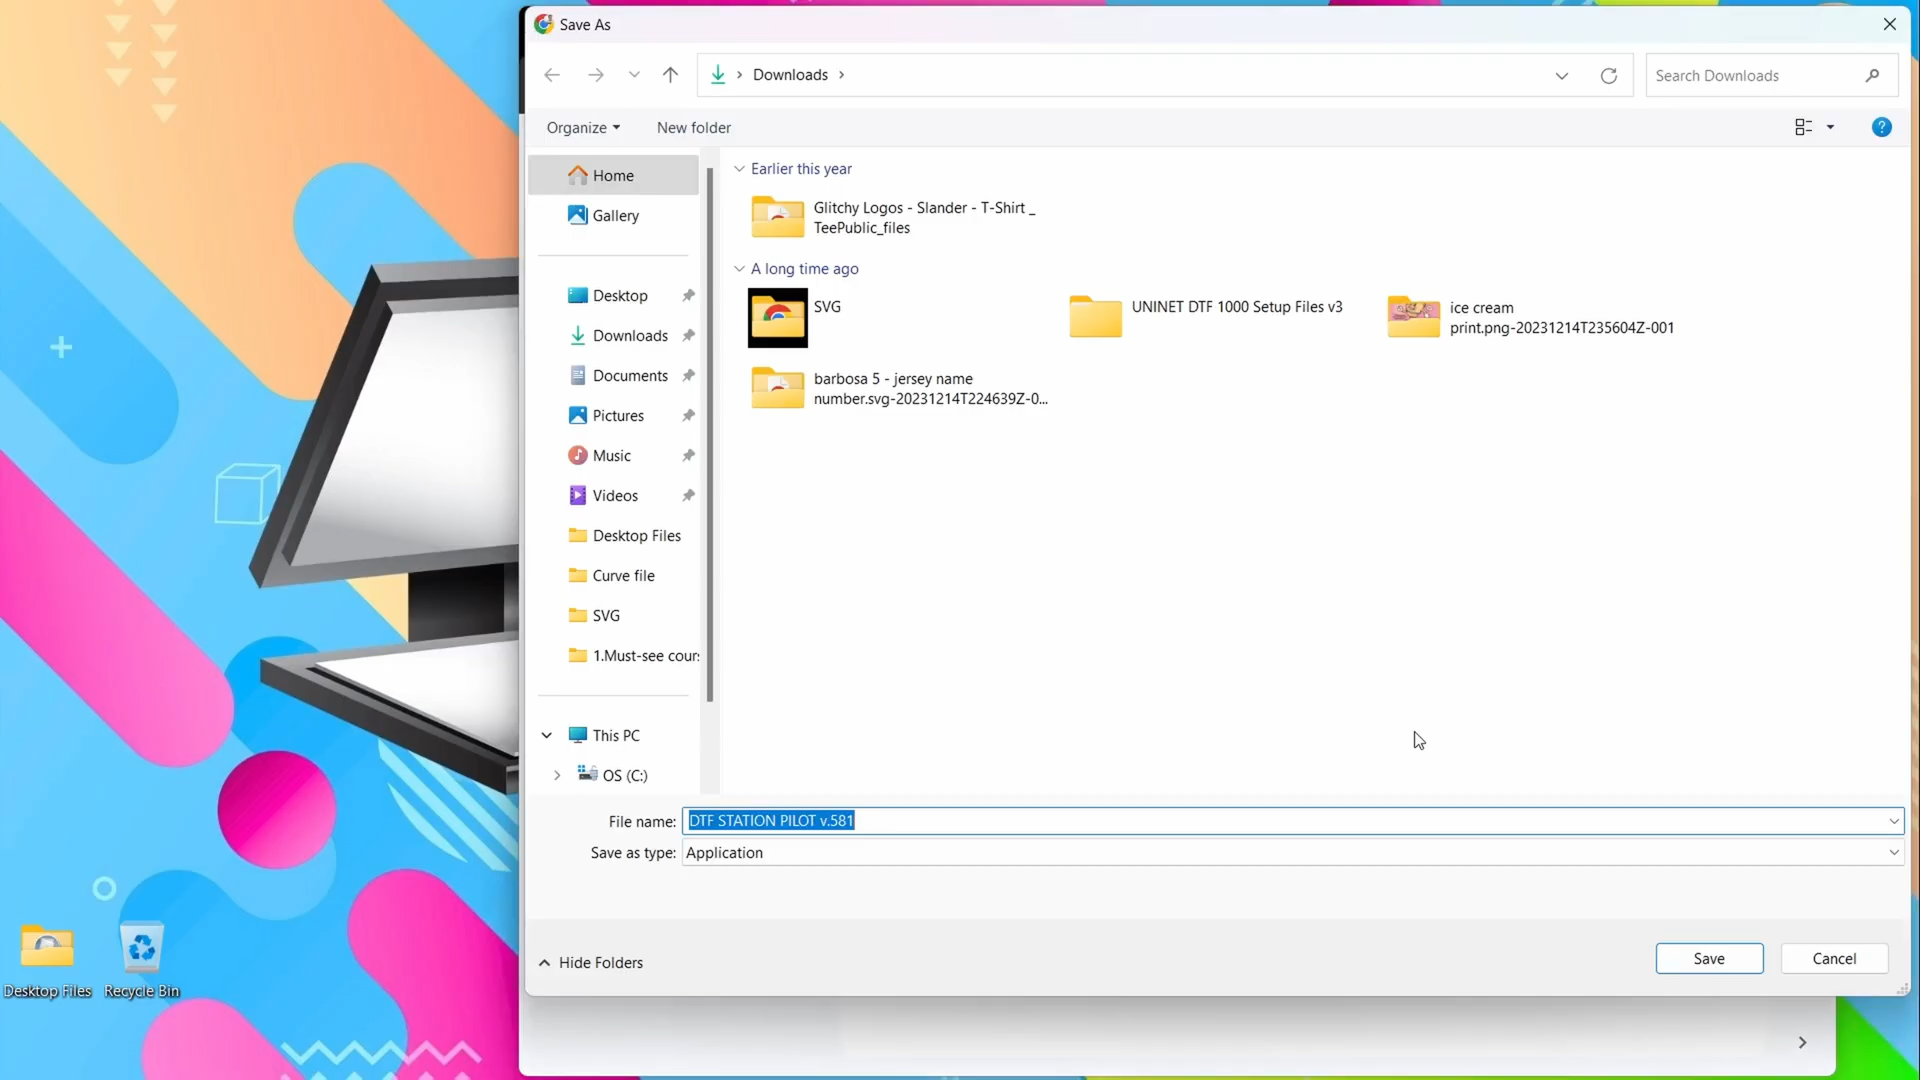 Save As
Downloads
Search Downloads
Organize
New folder
Home
Gallery
Desktop
Downloads
Documents
Pictures
Music
Videos
Desktop Files
Curve file
SVG
1.Must-see cour
This PC
OS (C:)
Earlier this year
Glitchy Logos - Slander - T-Shirt _
TeePublic_files
A long time ago
SVG
UNINET DTF 1000 Setup Files v3
ice cream
print.png-20231214T235604Z-001
barbosa 5 - jersey name
number.svg-20231214T224639Z-0...
File name: DTF STATION PILOT v.581
Save as type: Application
Hide Folders
Save
Cancel
Desktop Files
Recycle Bin